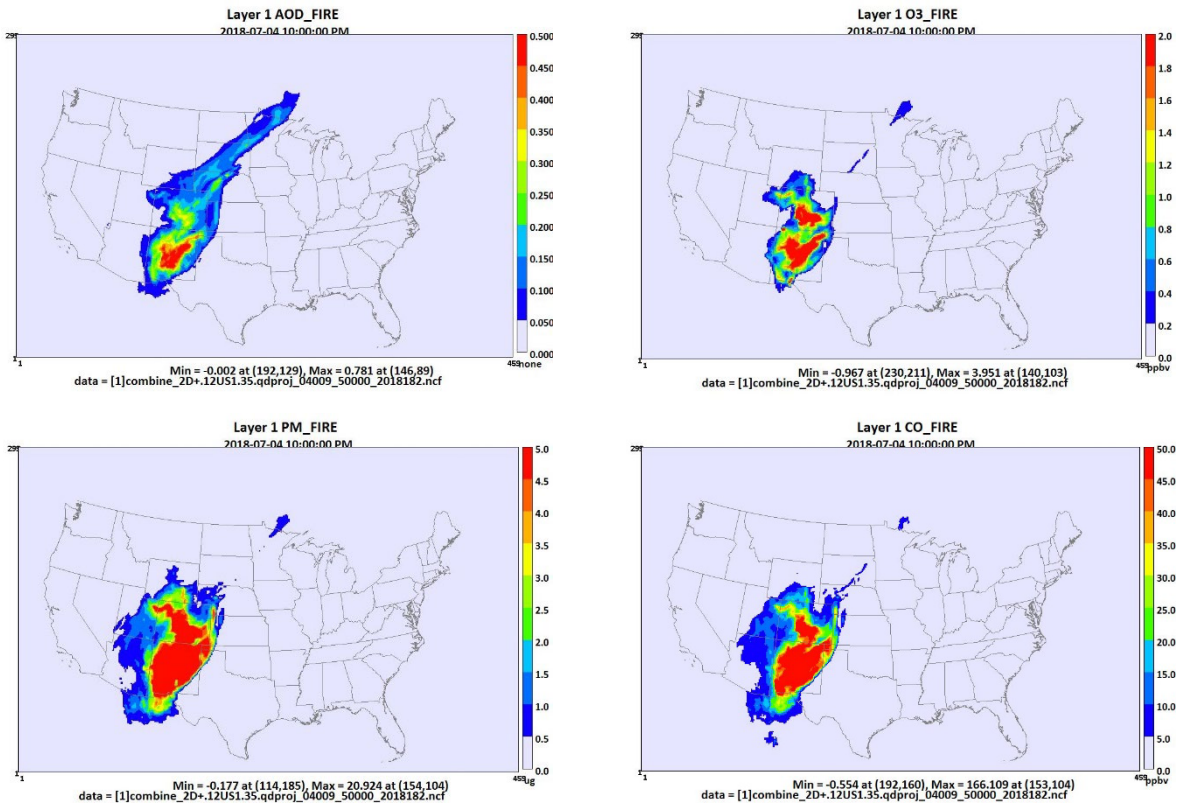 Layer 1 AOD_FIRE
2018-07-04 10:00:00 PM
0.500
0.450
0.400
0.350
0.300
0.250
0.200
0.150
0.100
0.050
0.000
none
1
1
Min = -0.002 at (192,129), Max = 0.781 at (146,89)
data = [1]combine_2D+.12US1.35.qdproj_04009_50000_2018182.ncf
Layer 1 O3_FIRE
2018-07-04 10:00:00 PM
2.0
1.8
1.6
1.4
1.2
1.0
0.8
0.6
0.4
0.2
0.0
ppbv
1
1
Min = -0.967 at (230,211), Max = 3.951 at (140,103)
data = [1]combine_2D+.12US1.35.qdproj_04009_50000_2018182.ncf
Layer 1 PM_FIRE
2018-07-04 10:00:00 PM
5.0
4.5
4.0
3.5
3.0
2.5
2.0
1.5
1.0
0.5
0.0
ug
1
1
Min = -0.177 at (114,185), Max = 20.924 at (154,104)
data = [1]combine_2D+.12US1.35.qdproj_04009_50000_2018182.ncf
Layer 1 CO_FIRE
2018-07-04 10:00:00 PM
50.0
45.0
40.0
35.0
30.0
25.0
20.0
15.0
10.0
5.0
0.0
ppbv
1
1
Min = -0.554 at (192,160), Max = 166.109 at (153,104)
data = [1]combine_2D+.12US1.35.qdproj_04009_50000_2018182.ncf